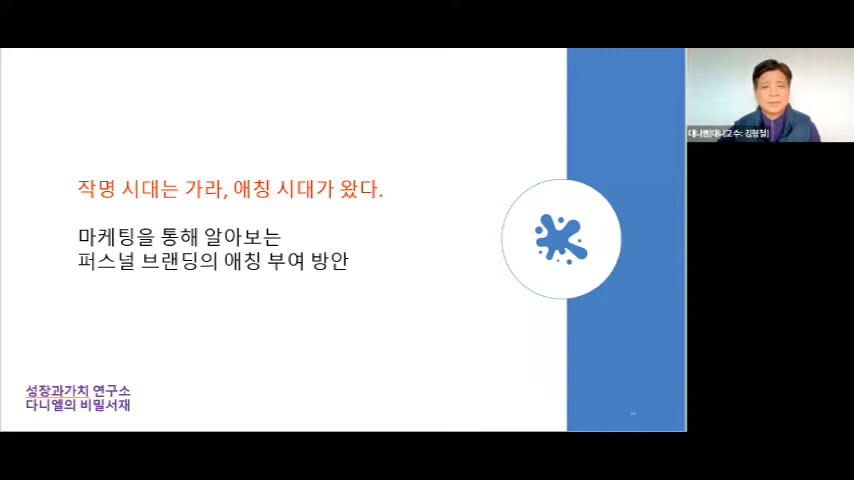 작명 시대는 가라, 애칭 시대가 왔다.
마케팅을 통해 알아보는
퍼스널 브랜딩의 애칭 부여 방안
성장과가치 연구소
다니엘의 비밀서재